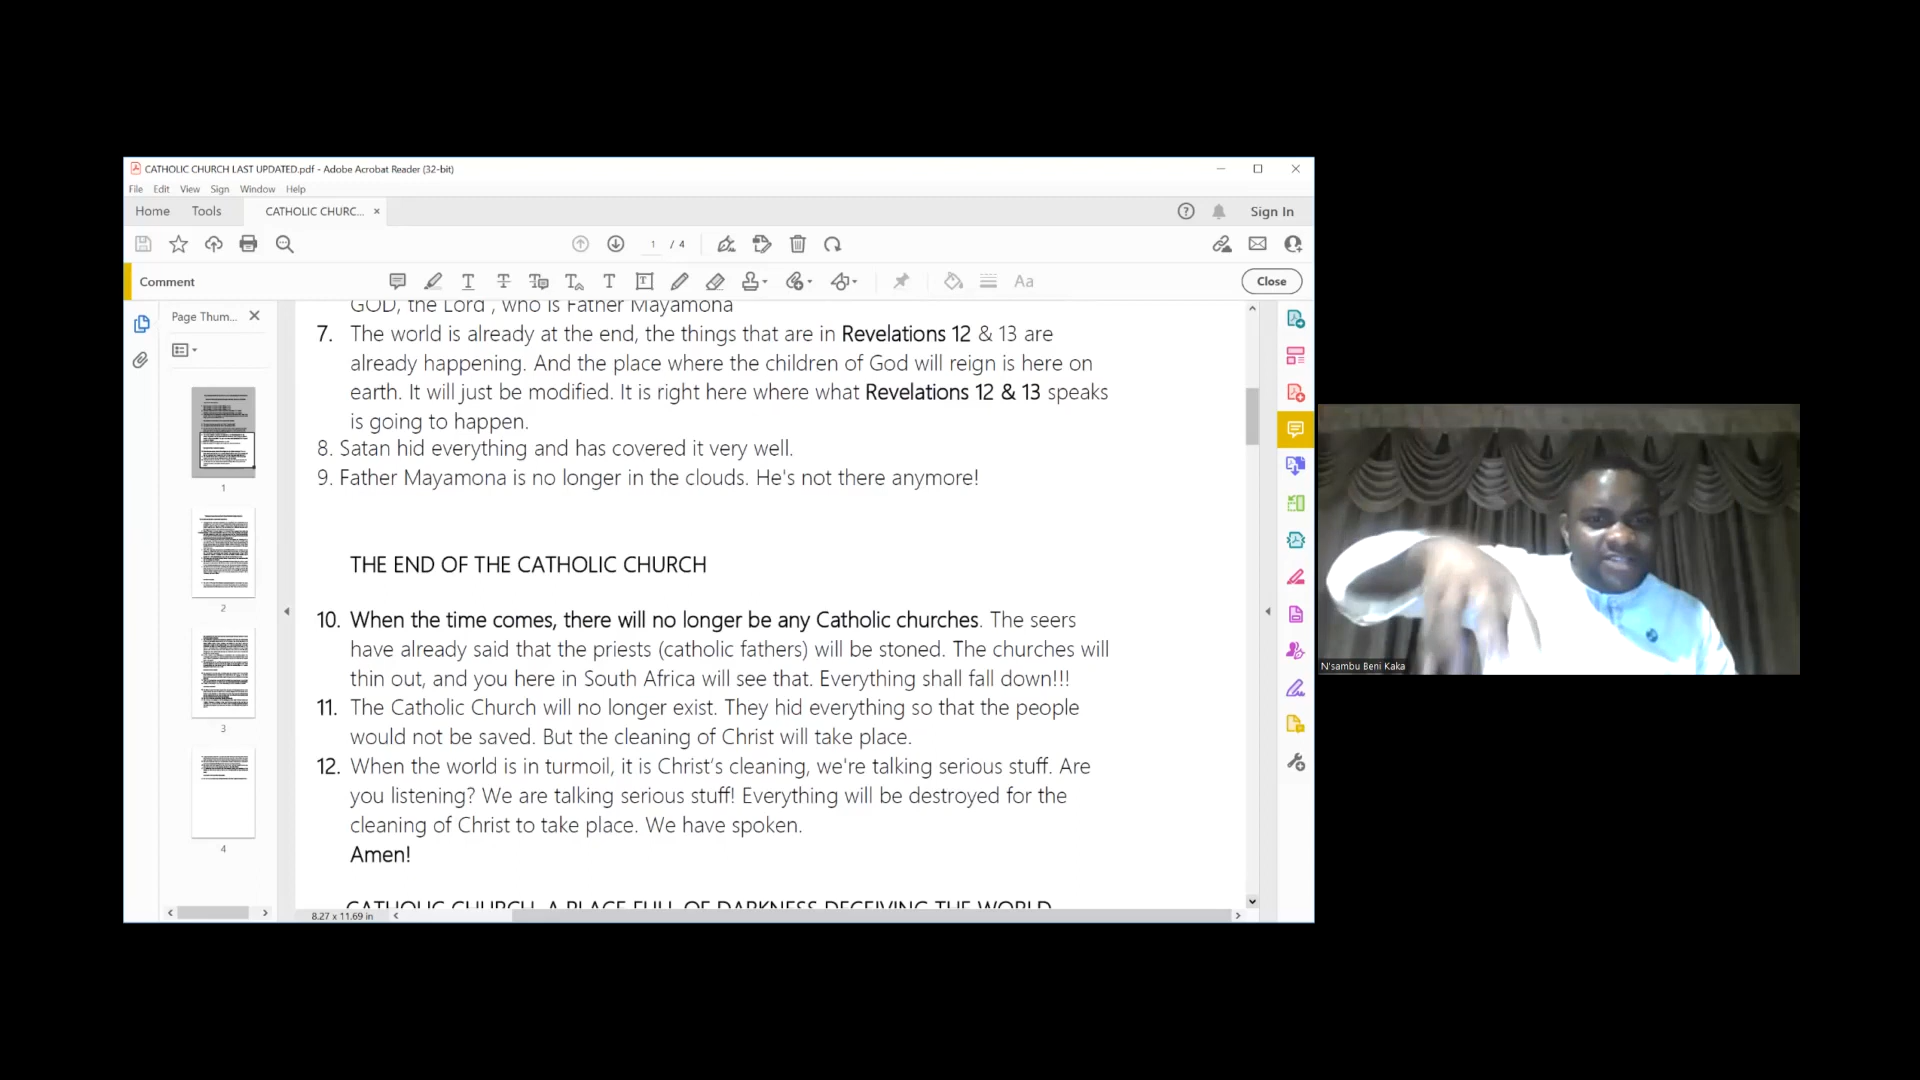 CATHOLIC CHURCH LAST UPDATED.pdf - Adobe Acrobat Reader (32-bit)
File Edit View Sign Window Help
Home Tools CATHOLIC CHURC... Sign In
1 / 4
Comment Aa Close
Page Thum...
1
2
3
4
GOD, the Lord , who is Father Mayamona
7. The world is already at the end, the things that are in Revelations 12 & 13 are
already happening. And the place where the children of God will reign is here on
earth. It will just be modified. It is right here where what Revelations 12 & 13 speaks
is going to happen.
8. Satan hid everything and has covered it very well.
9. Father Mayamona is no longer in the clouds. He's not there anymore!
THE END OF THE CATHOLIC CHURCH
10. When the time comes, there will no longer be any Catholic churches. The seers
have already said that the priests (catholic fathers) will be stoned. The churches will
thin out, and you here in South Africa will see that. Everything shall fall down!!!
11. The Catholic Church will no longer exist. They hid everything so that the people
would not be saved. But the cleaning of Christ will take place.
12. When the world is in turmoil, it is Christ’s cleaning, we're talking serious stuff. Are
you listening? We are talking serious stuff! Everything will be destroyed for the
cleaning of Christ to take place. We have spoken.
Amen!
CATHOLIC CHURCH, A PLACE FULL OF DARKNESS DECEIVING THE WORLD
8.27 x 11.69 in
N'sambu Beni Kaka